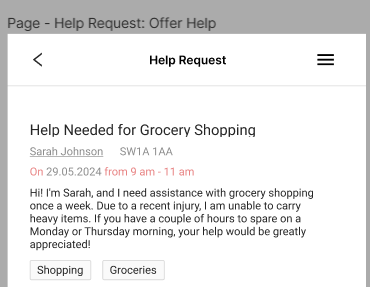 Page - Help Request: Offer Help
Help Request
Help Needed for Grocery Shopping
Sarah Johnson SW1A 1AA
On 29.05.2024 from 9 am - 11 am
Hi! I'm Sarah, and I need assistance with grocery shopping
once a week. Due to a recent injury, I am unable to carry
heavy items. If you have a couple of hours to spare on a
Monday or Thursday morning, your help would be greatly
appreciated!
Shopping Groceries